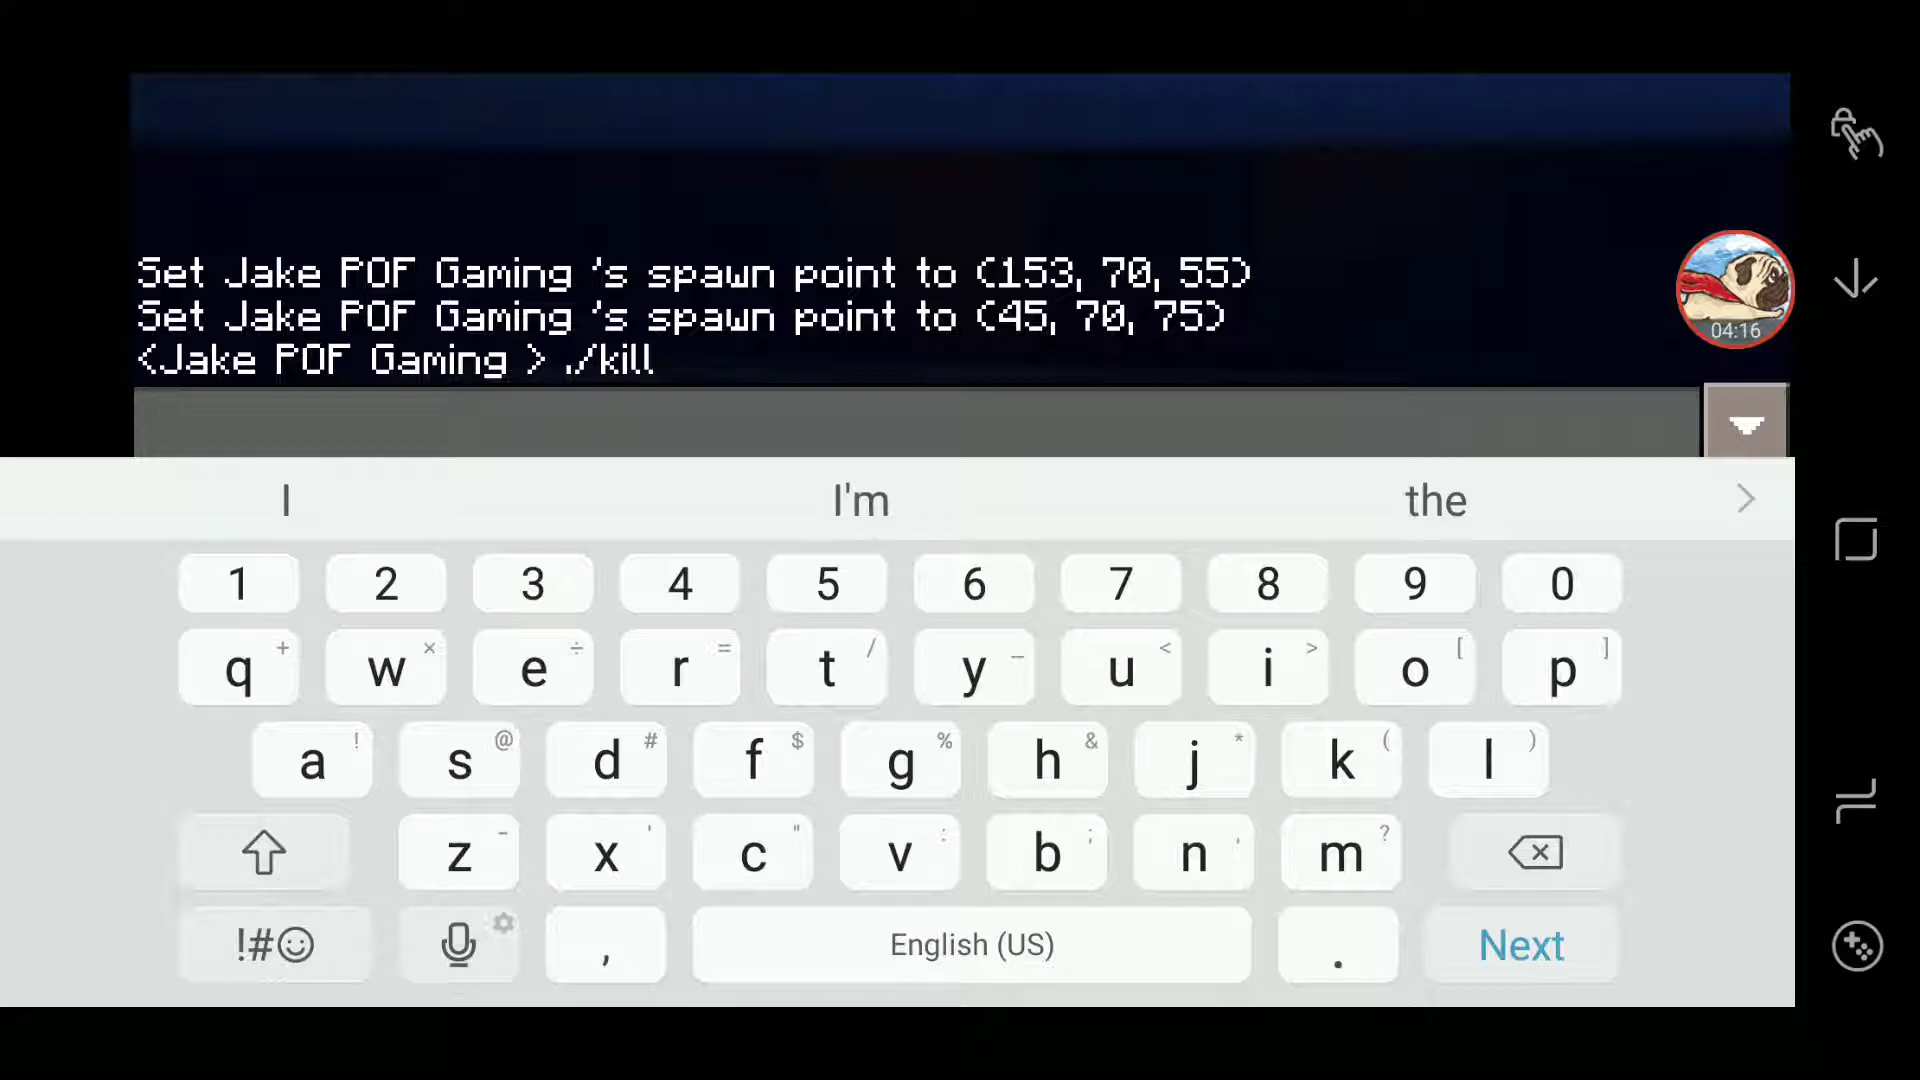 Set Jake POF Gaming 's spawn point to (153, 70, 55)
Set Jake POF Gaming 's spawn point to (45, 70, 75)
<Jake POF Gaming > ./kill
04:16
I I'm the >
1 2 3 4 5 6 7 8 9 0
q + w × e ÷ r = t / y _ u < i > o [ p ]
a ! s @ d # f $ g % h & j * k ( l )
z - x ' c " v : b ; n , m ?
!#☺ , English (US) . Next